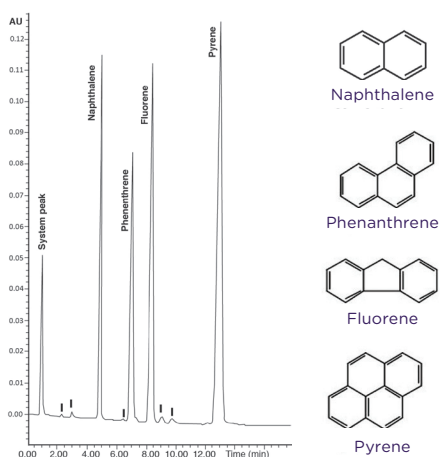 AU
0.12
0.11
0.10
0.09
0.08
0.07
0.06
0.05
0.04
0.03
0.02
0.01
0.00
0.01
0.00 2.00 4.00 6.00 8.00 10.00 12.00 Time (min)
System peak
Naphthalene
Phenenthrene
Fluorene
Pyrene
Naphthalene
Phenanthrene
Fluorene
Pyrene